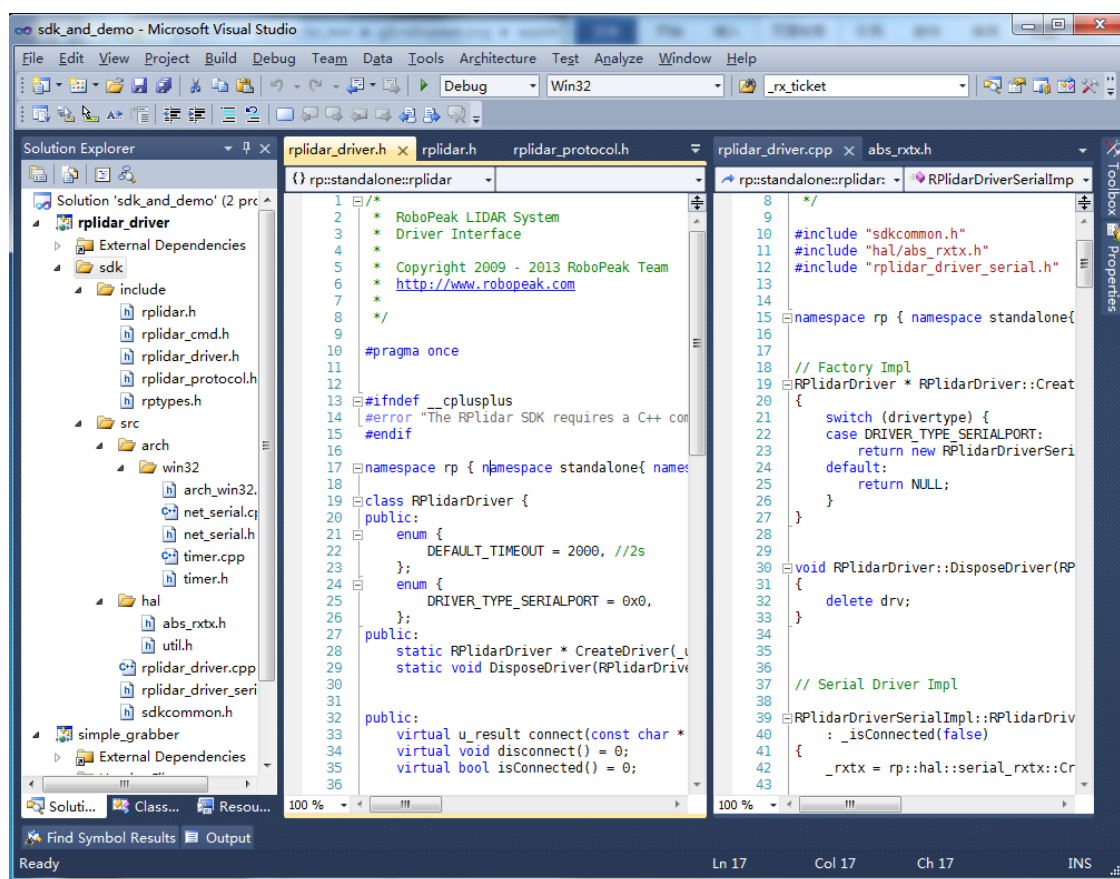 sdk_and_demo - Microsoft Visual Studio
File Edit View Project Build Debug Team Data Tools Architecture Test Analyze Window Help
Debug Win32 _rx_ticket
Solution Explorer
Solution 'sdk_and_demo' (2 prc
rplidar_driver
External Dependencies
sdk
include
rplidar.h
rplidar_cmd.h
rplidar_driver.h
rplidar_protocol.h
rptypes.h
src
arch
win32
arch_win32.
net_serial.cp
net_serial.h
timer.cpp
timer.h
hal
abs_rxtx.h
util.h
rplidar_driver.cpp
rplidar_driver_seri
sdkcommon.h
simple_grabber
External Dependencies
Soluti... Class... Resou...
rplidar_driver.h rplidar.h rplidar_protocol.h
{} rp::standalone::rplidar
1 /*
2 * RoboPeak LIDAR System
3 * Driver Interface
4 *
5 * Copyright 2009 - 2013 RoboPeak Team
6 * http://www.robopeak.com
7 *
8 */
9
10 #pragma once
11
12
13 #ifndef __cplusplus
14 #error "The RPlidar SDK requires a C++ com
15 #endif
16
17 namespace rp { namespace standalone{ names
18
19 class RPlidarDriver {
20 public:
21 enum {
22 DEFAULT_TIMEOUT = 2000, //2s
23 };
24 enum {
25 DRIVER_TYPE_SERIALPORT = 0x0,
26 };
27 public:
28 static RPlidarDriver * CreateDriver(_u
29 static void DisposeDriver(RPlidarDrive
30
31
32 public:
33 virtual u_result connect(const char *
34 virtual void disconnect() = 0;
35 virtual bool isConnected() = 0;
36
100 %
rplidar_driver.cpp abs_rxtx.h
rp::standalone::rplidar: RPlidarDriverSerialImp
8 */
9
10 #include "sdkcommon.h"
11 #include "hal/abs_rxtx.h"
12 #include "rplidar_driver_serial.h"
13
14
15 namespace rp { namespace standalone{
16
17
18 // Factory Impl
19 RPlidarDriver * RPlidarDriver::Creat
20 {
21 switch (drivertype) {
22 case DRIVER_TYPE_SERIALPORT:
23 return new RPlidarDriverSeri
24 default:
25 return NULL;
26 }
27 }
28
29
30 void RPlidarDriver::DisposeDriver(RP
31 {
32 delete drv;
33 }
34
35
36
37 // Serial Driver Impl
38
39 RPlidarDriverSerialImpl::RPlidarDriv
40 : _isConnected(false)
41 {
42 _rxtx = rp::hal::serial_rxtx::Cr
43
100 %
Toolbox
Properties
Find Symbol Results Output
Ready Ln 17 Col 17 Ch 17 INS